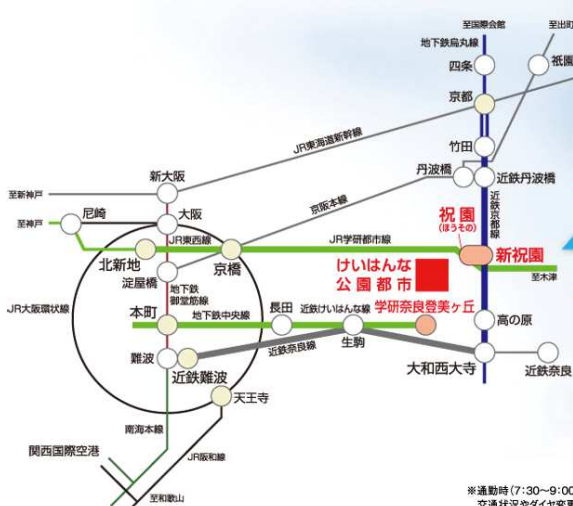 至国際会館
至出町
地下鉄烏丸線
四条
祇園
京都
JR東海道新幹線
竹田
新大阪
丹波橋
近鉄丹波橋
至新神戸
京阪本線
尼崎
大阪
近鉄京都線
至神戸
祝園
(ほうその)
JR東西線
JR学研都市線
新祝園
北新地
京橋
けいはんな
公園都市
淀屋橋
至木津
地下鉄
御堂筋線
JR大阪環状線
本町
長田
近鉄けいはんな線
学研奈良登美ヶ丘
地下鉄中央線
高の原
生駒
近鉄奈良線
難波
近鉄難波
大和西大寺
近鉄奈良
天王寺
南海本線
関西国際空港
JR阪和線
至和歌山
※通勤時(7:30～9:00
交通状況やダイヤ変更